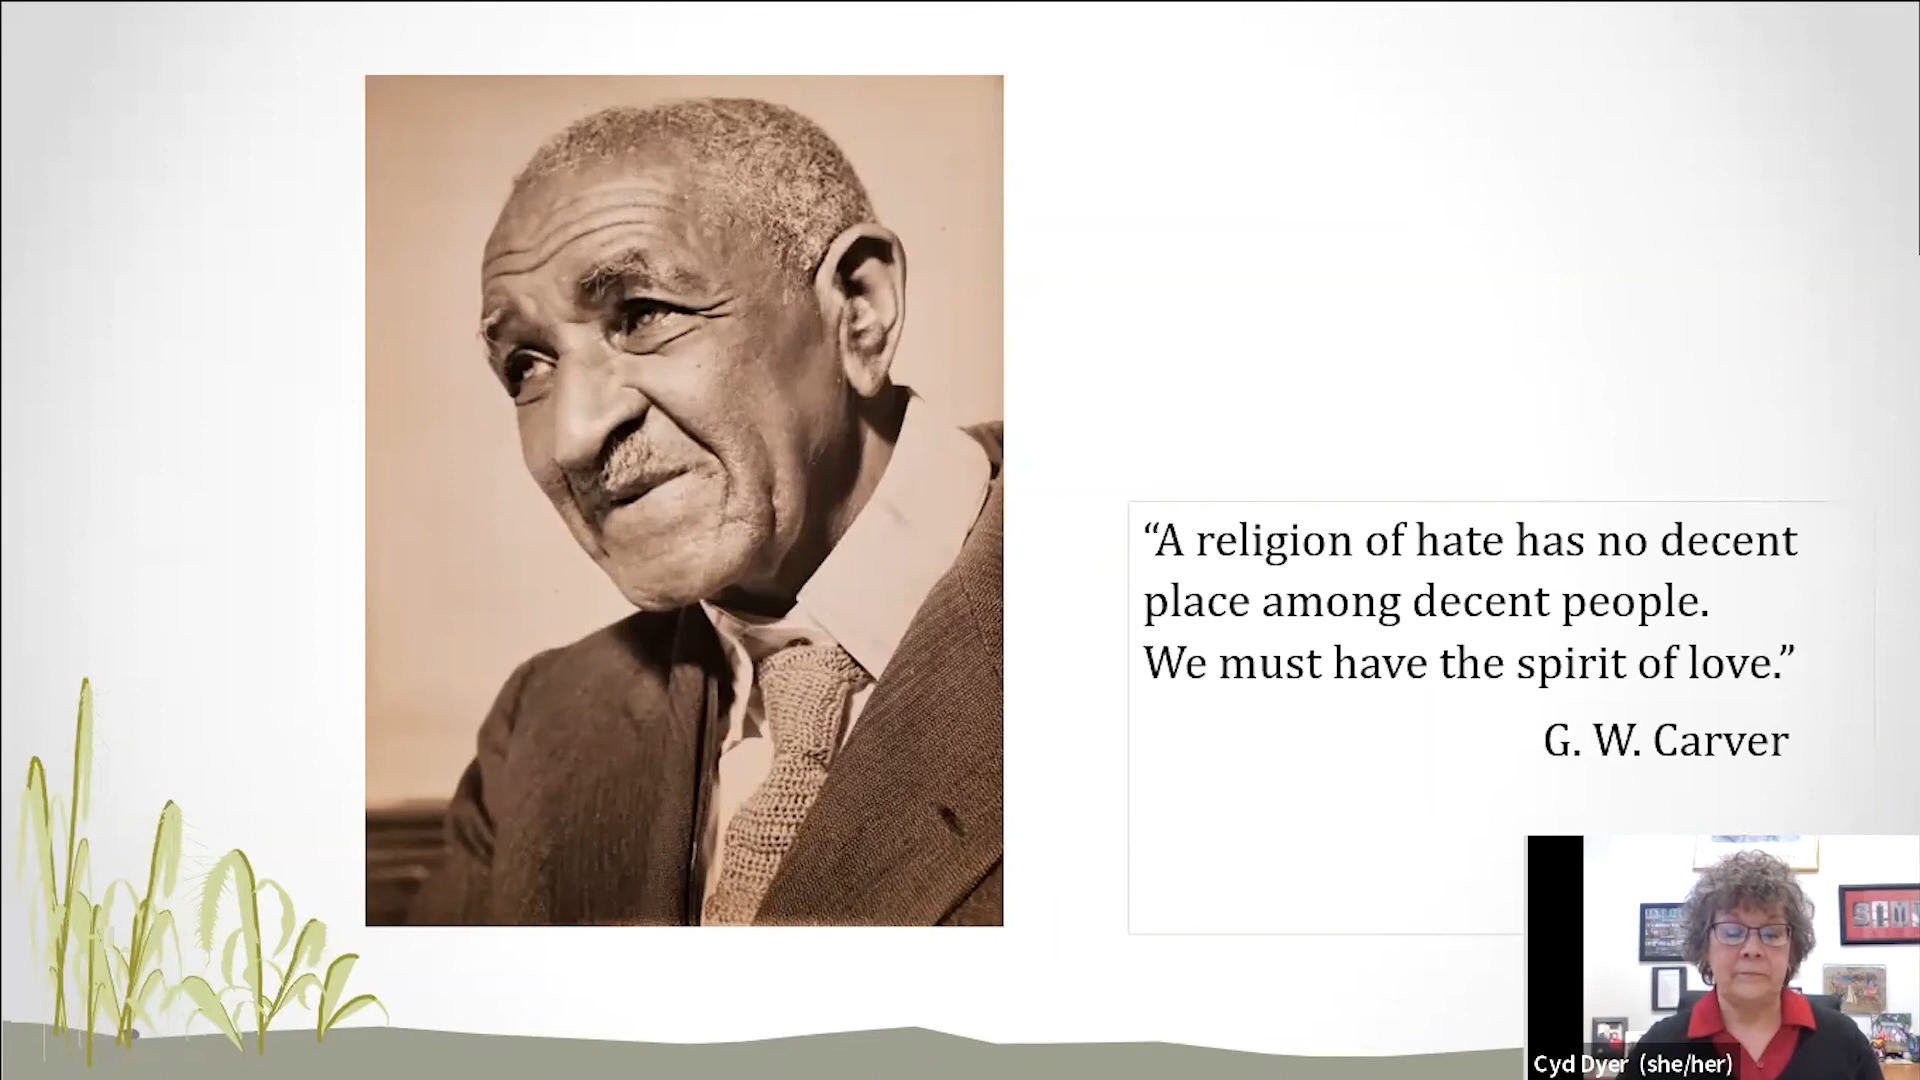 “A religion of hate has no decent
place among decent people.
We must have the spirit of love.”
G. W. Carver
Cyd Dyer (she/her)